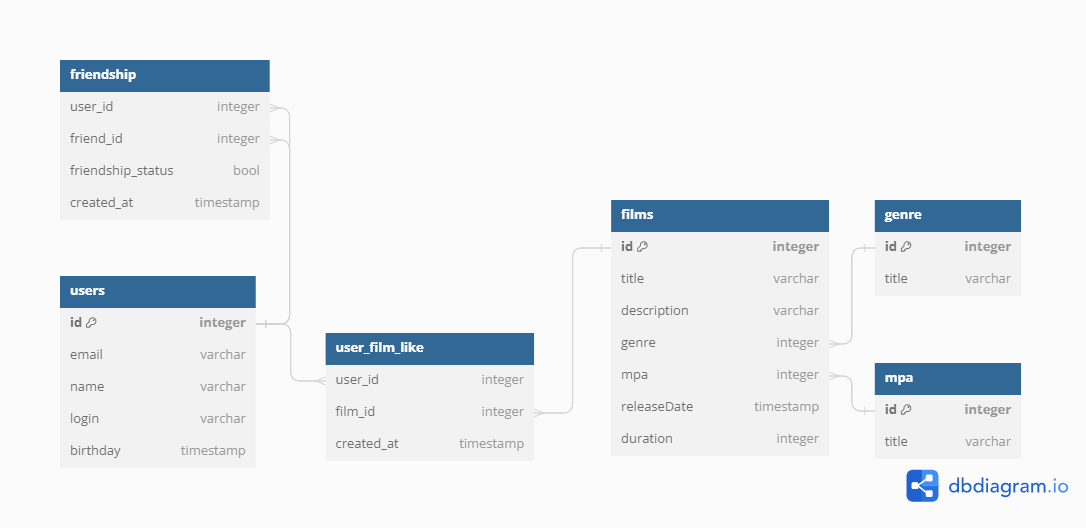 friendship
user_id integer
friend_id integer
friendship_status bool
created_at timestamp
users
id integer
email varchar
name varchar
login varchar
birthday timestamp
user_film_like
user_id integer
film_id integer
created_at timestamp
films
id integer
title varchar
description varchar
genre integer
mpa integer
releaseDate timestamp
duration integer
genre
id integer
title varchar
mpa
id integer
title varchar
dbdiagram.io